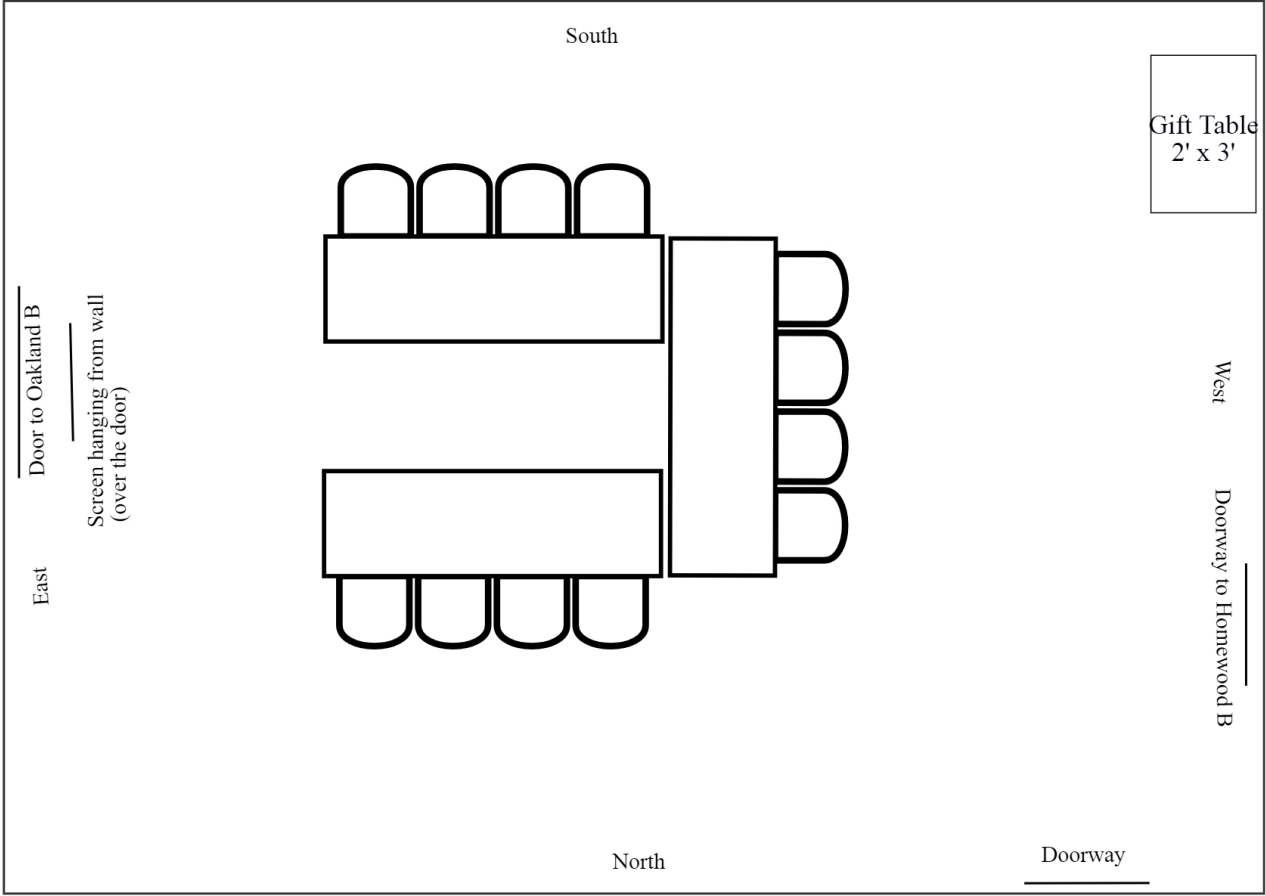 South
Gift Table
2' x 3'
Door to Oakland B
Screen hanging from wall
(over the door)
West
Doorway to Homewood B
East
North
Doorway